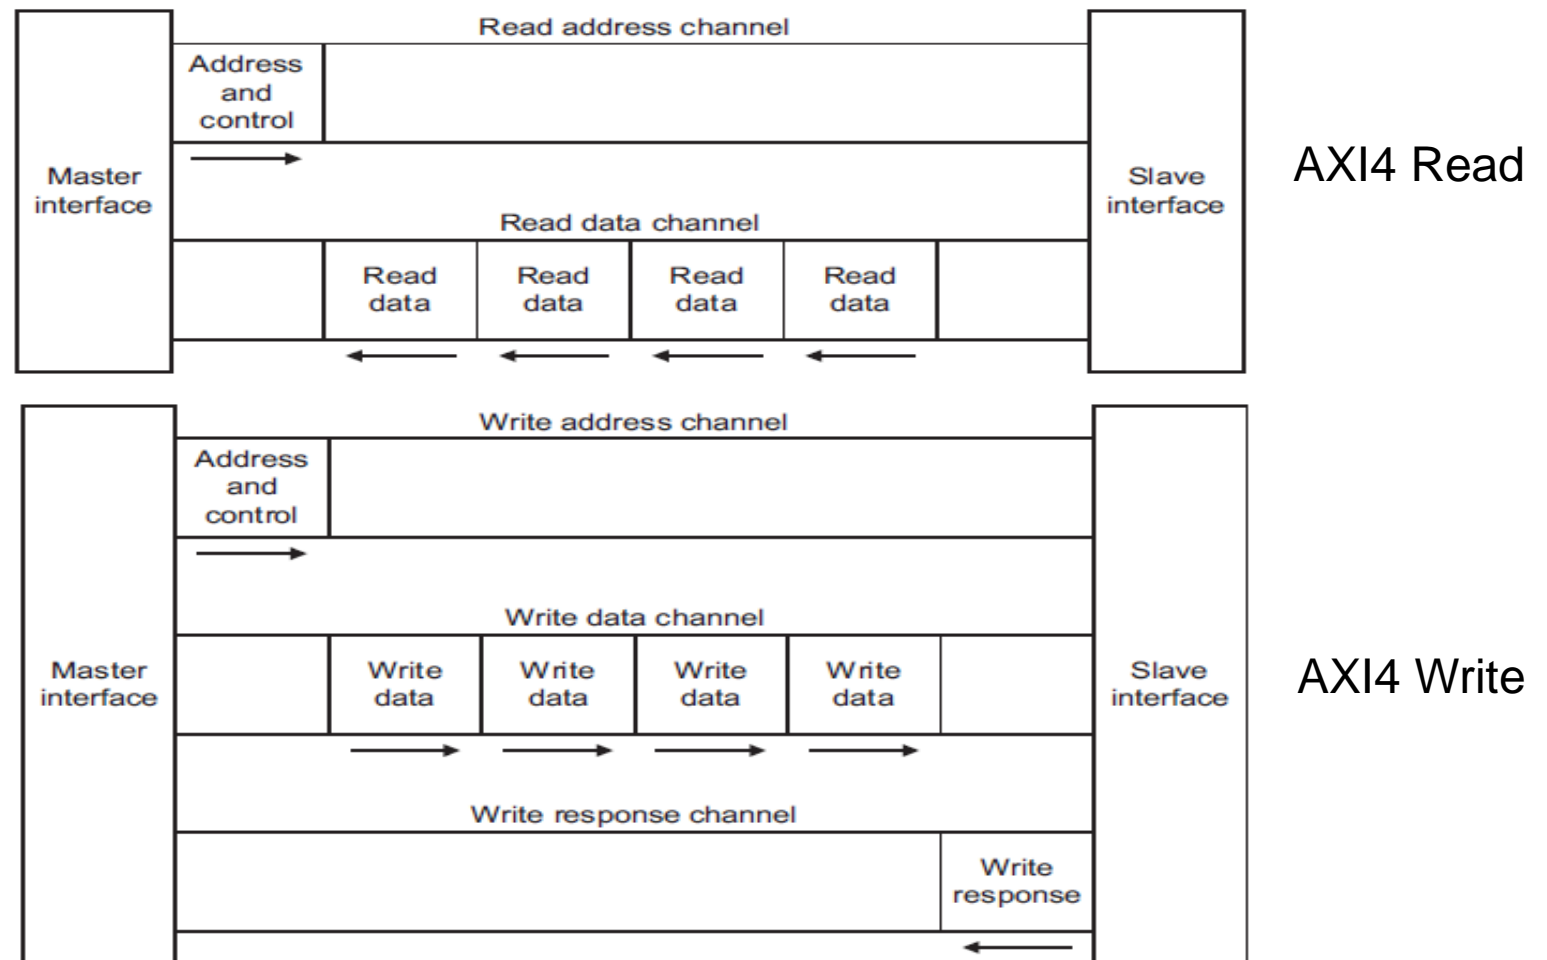 Read address channel
Address
and
control
Master
interface
Slave
interface
AXI4 Read
Read data channel
Read
data
Read
data
Read
data
Read
data
Write address channel
Address
and
control
Write data channel
Master
interface
Write
data
Write
data
Write
data
Write
data
Slave
interface
AXI4 Write
Write response channel
Write
response